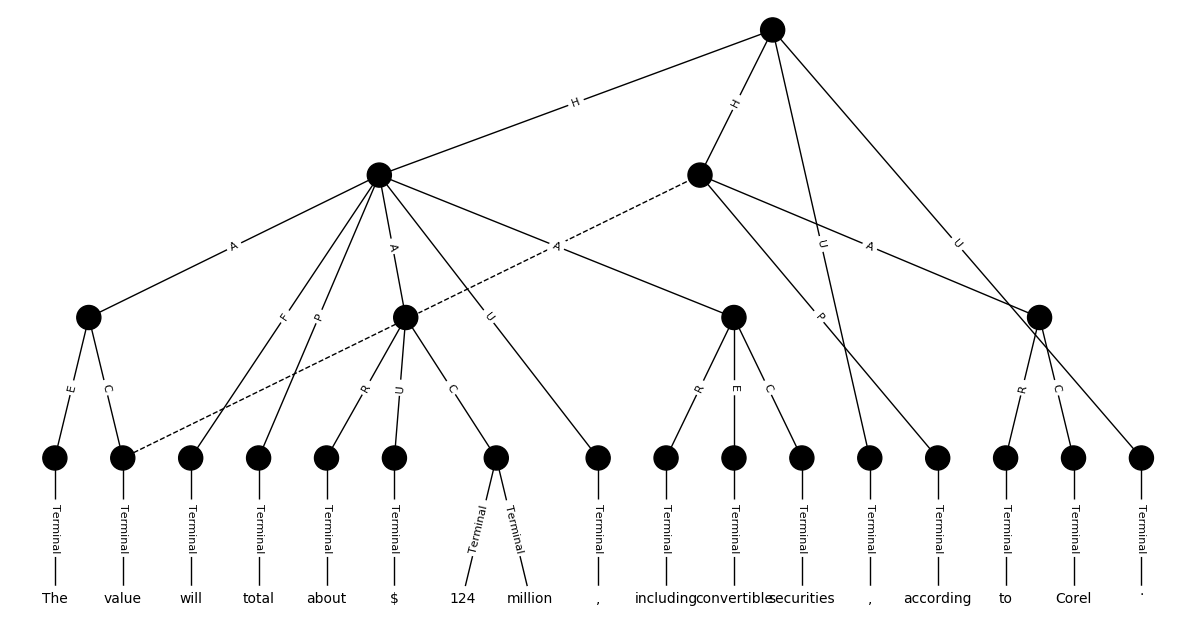 H H
A F P A U A U P A U
E C R U C R E C R C
Terminal Terminal Terminal Terminal Terminal Terminal Terminal Terminal Terminal Terminal Terminal Terminal Terminal Terminal Terminal Terminal Terminal
The value will total about $ 124 million , including convertible securities , according to Corel .